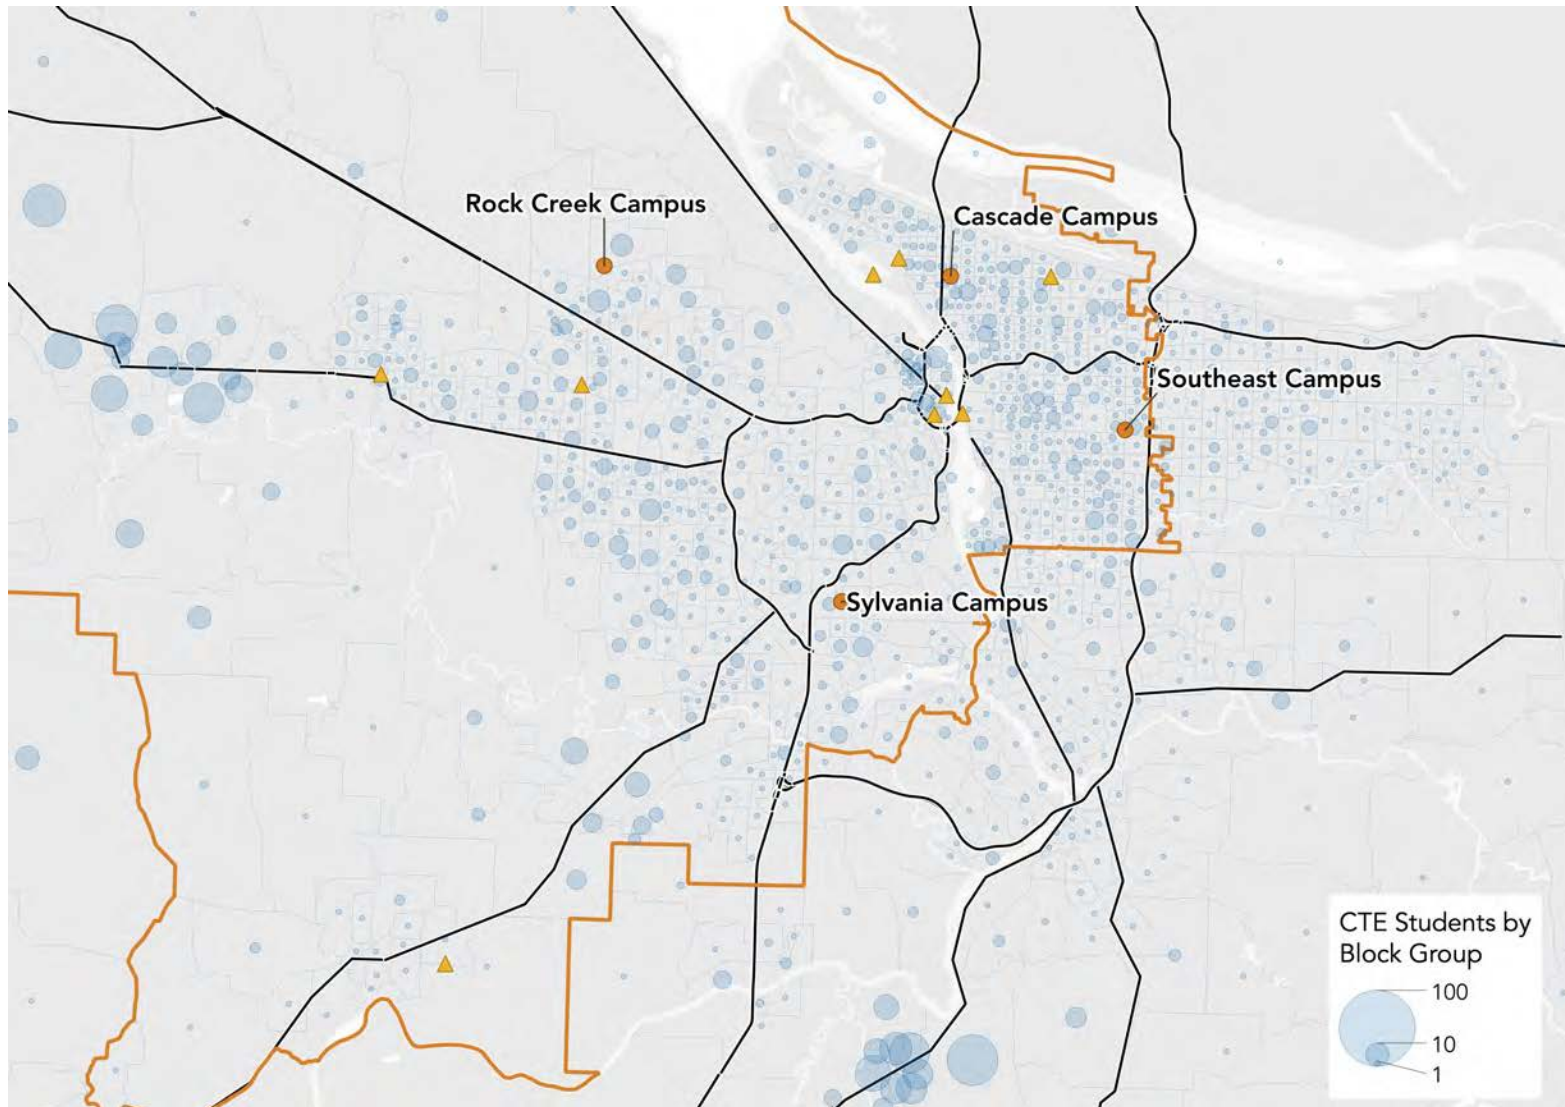 Rock Creek Campus
Cascade Campus
Southeast Campus
Sylvania Campus
CTE Students by
Block Group
100
10
1